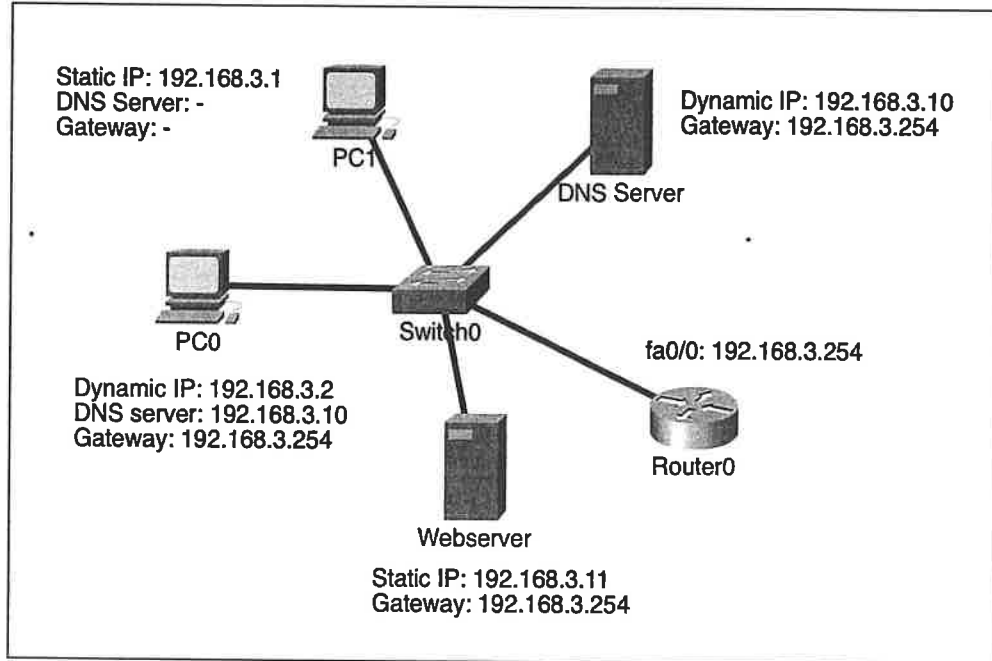 Static IP: 192.168.3.1
DNS Server: -
Gateway: -
PC1
Dynamic IP: 192.168.3.10
Gateway: 192.168.3.254
DNS Server
PC0
Switch0
Dynamic IP: 192.168.3.2
DNS server: 192.168.3.10
Gateway: 192.168.3.254
fa0/0: 192.168.3.254
Router0
Webserver
Static IP: 192.168.3.11
Gateway: 192.168.3.254